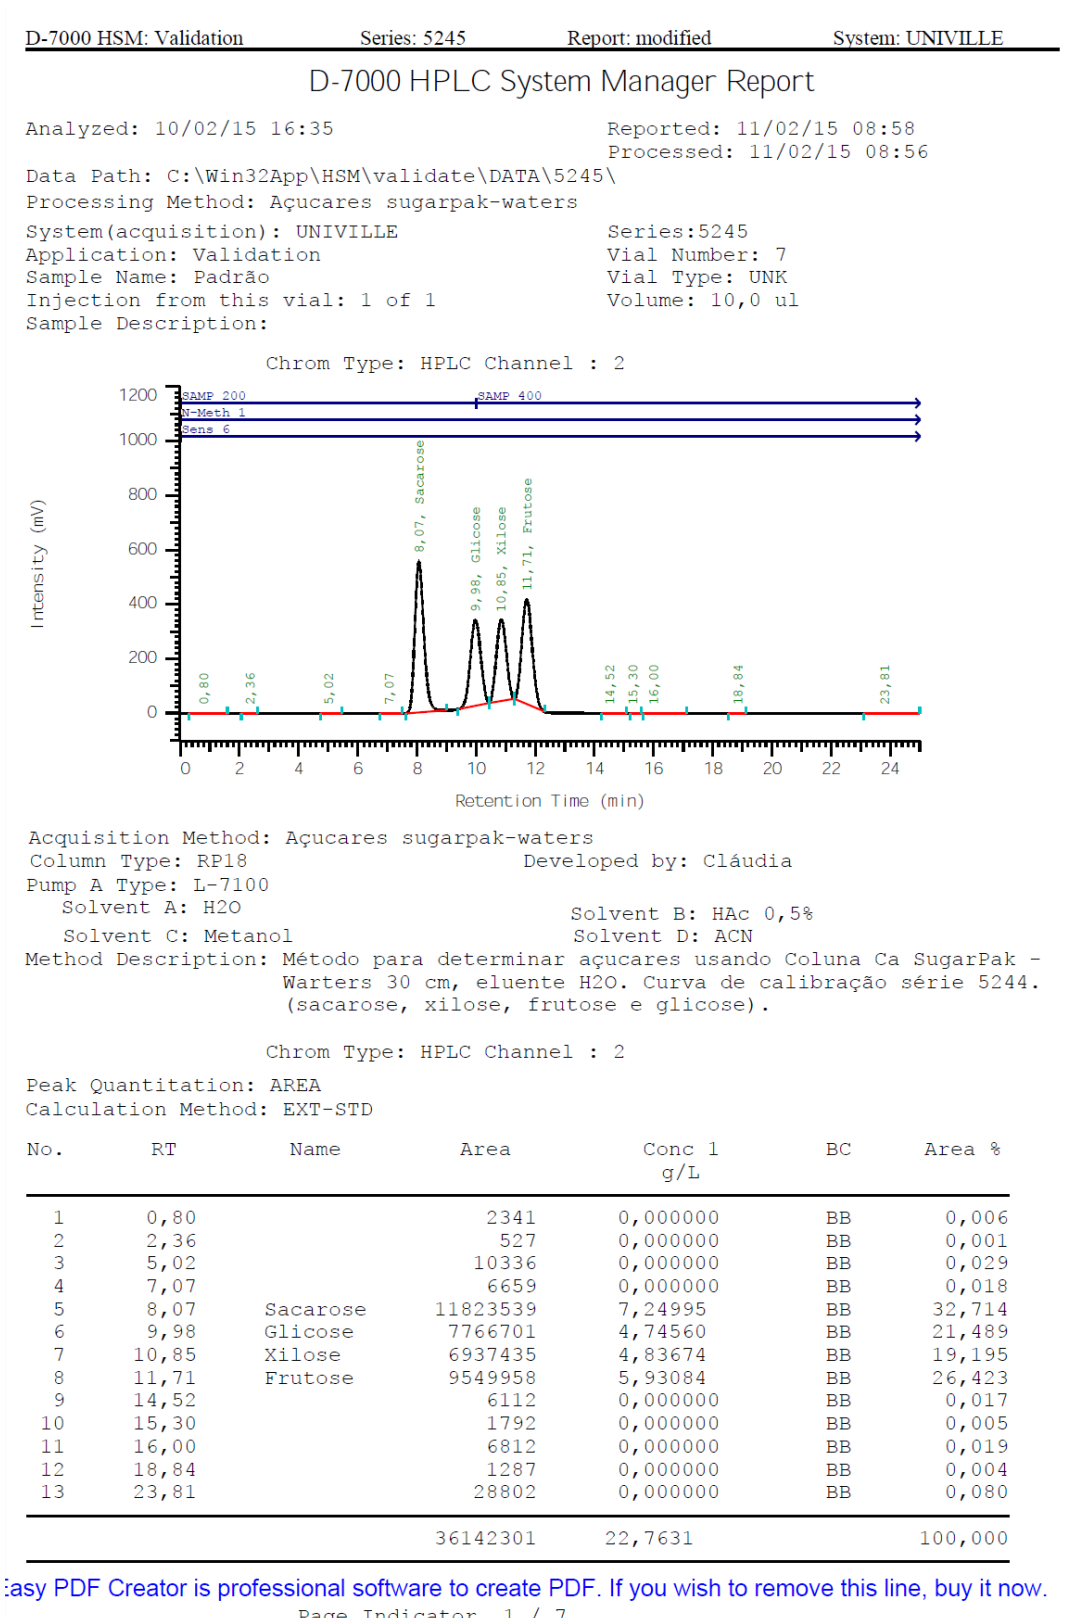 D-7000 HSM: Validation Series: 5245 Report: modified System: UNIVILLE
D-7000 HPLC System Manager Report
Analyzed: 10/02/15 16:35 Reported: 11/02/15 08:58
Processed: 11/02/15 08:56
Data Path: C:\Win32App\HSM\validate\DATA\5245\
Processing Method: Açucares sugarpak-waters
System(acquisition): UNIVILLE Series:5245
Application: Validation Vial Number: 7
Sample Name: Padrão Vial Type: UNK
Injection from this vial: 1 of 1 Volume: 10,0 ul
Sample Description:
Chrom Type: HPLC Channel : 2
1200
1000
800
600
400
200
0
Intensity (mV)
SAMP 200 SAMP 400
N-Meth 1
Sens 6
0,80
2,36
5,02
7,07
8,07, Sacarose
9,98, Glicose
10,85, Xilose
11,71, Frutose
14,52
15,30
16,00
18,84
23,81
0 2 4 6 8 10 12 14 16 18 20 22 24
Retention Time (min)
Acquisition Method: Açucares sugarpak-waters
Column Type: RP18 Developed by: Cláudia
Pump A Type: L-7100
Solvent A: H2O Solvent B: HAc 0,5%
Solvent C: Metanol Solvent D: ACN
Method Description: Método para determinar açucares usando Coluna Ca SugarPak -
Warters 30 cm, eluente H2O. Curva de calibração série 5244.
(sacarose, xilose, frutose e glicose).
Chrom Type: HPLC Channel : 2
Peak Quantitation: AREA
Calculation Method: EXT-STD
No. RT Name Area Conc 1 BC Area %
g/L
1 0,80 2341 0,000000 BB 0,006
2 2,36 527 0,000000 BB 0,001
3 5,02 10336 0,000000 BB 0,029
4 7,07 6659 0,000000 BB 0,018
5 8,07 Sacarose 11823539 7,24995 BB 32,714
6 9,98 Glicose 7766701 4,74560 BB 21,489
7 10,85 Xilose 6937435 4,83674 BB 19,195
8 11,71 Frutose 9549958 5,93084 BB 26,423
9 14,52 6112 0,000000 BB 0,017
10 15,30 1792 0,000000 BB 0,005
11 16,00 6812 0,000000 BB 0,019
12 18,84 1287 0,000000 BB 0,004
13 23,81 28802 0,000000 BB 0,080
36142301 22,7631 100,000
Easy PDF Creator is professional software to create PDF. If you wish to remove this line, buy it now.
Page Indicator 1 / 7